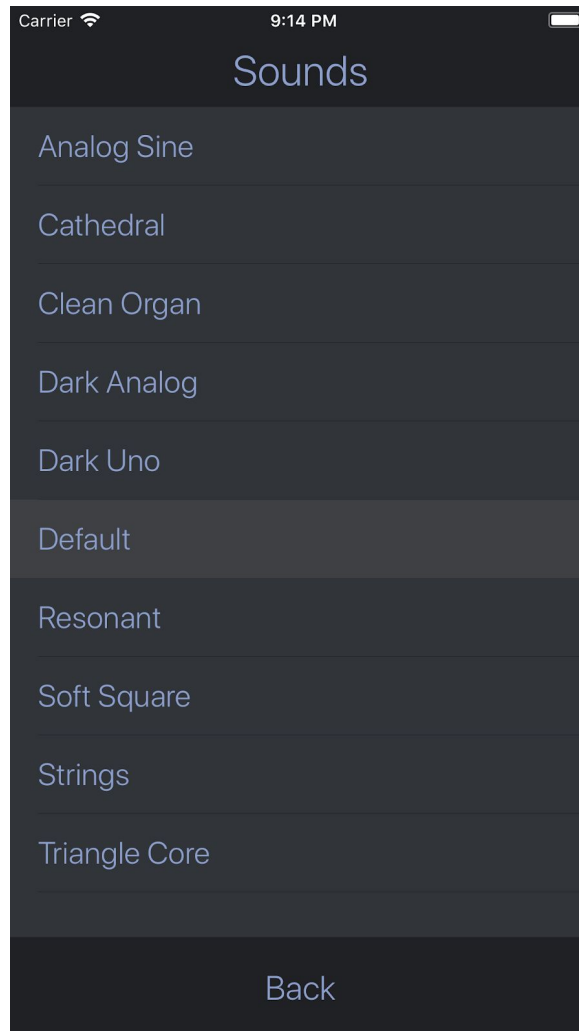 Carrier 9:14 PM
Sounds
Analog Sine
Cathedral
Clean Organ
Dark Analog
Dark Uno
Default
Resonant
Soft Square
Strings
Triangle Core
Back